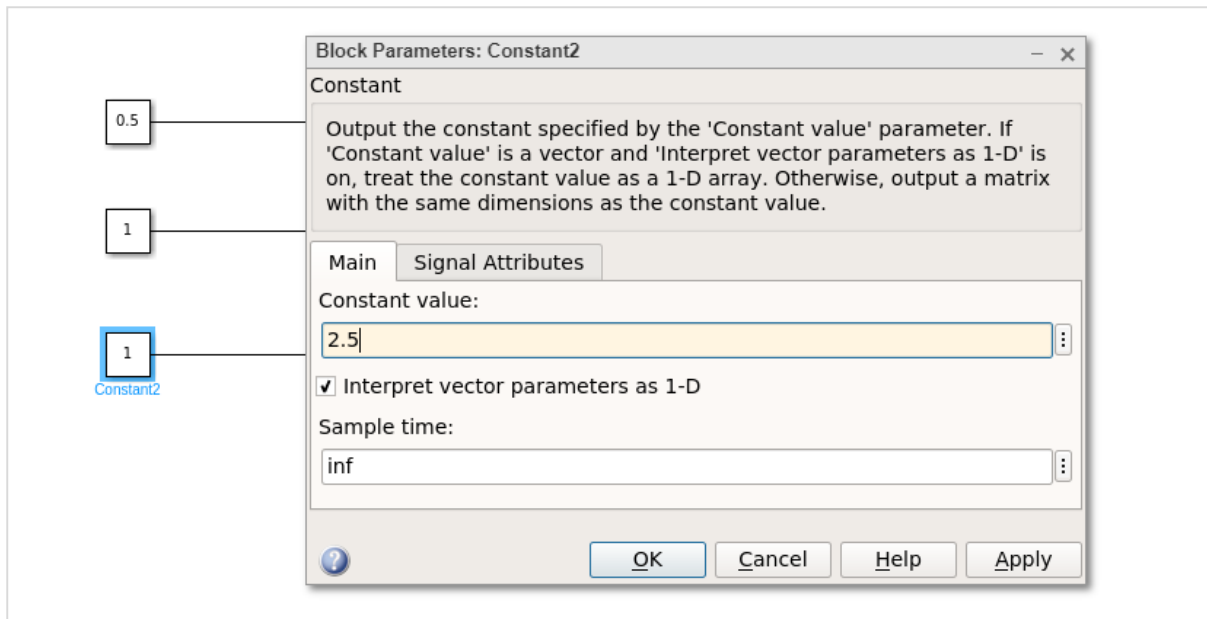 Block Parameters: Constant2
Constant
0.5
Output the constant specified by the 'Constant value' parameter. If
'Constant value' is a vector and 'Interpret vector parameters as 1-D' is
on, treat the constant value as a 1-D array. Otherwise, output a matrix
with the same dimensions as the constant value.
1
Main Signal Attributes
Constant value:
2.5
1
Constant2
Interpret vector parameters as 1-D
Sample time:
inf
OK Cancel Help Apply